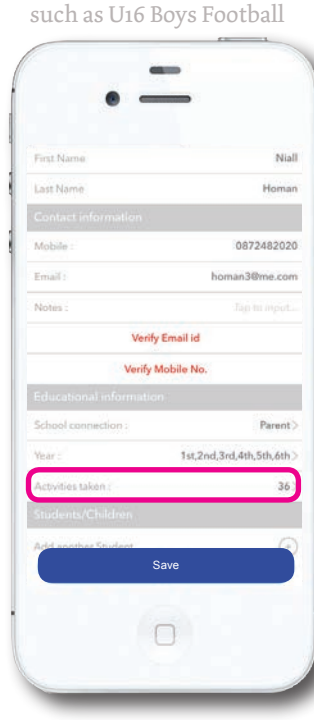 such as U16 Boys Football
First Name Niall
Last Name Homan
Contact information
Mobile : 0872482020
Email : homan3@me.com
Notes : Tap to input...
Verify Email id
Verify Mobile No.
Educational information
School connection : Parent >
Year : 1st,2nd,3rd,4th,5th,6th >
Activities taken : 36
Students/Children
Add another Student
Save